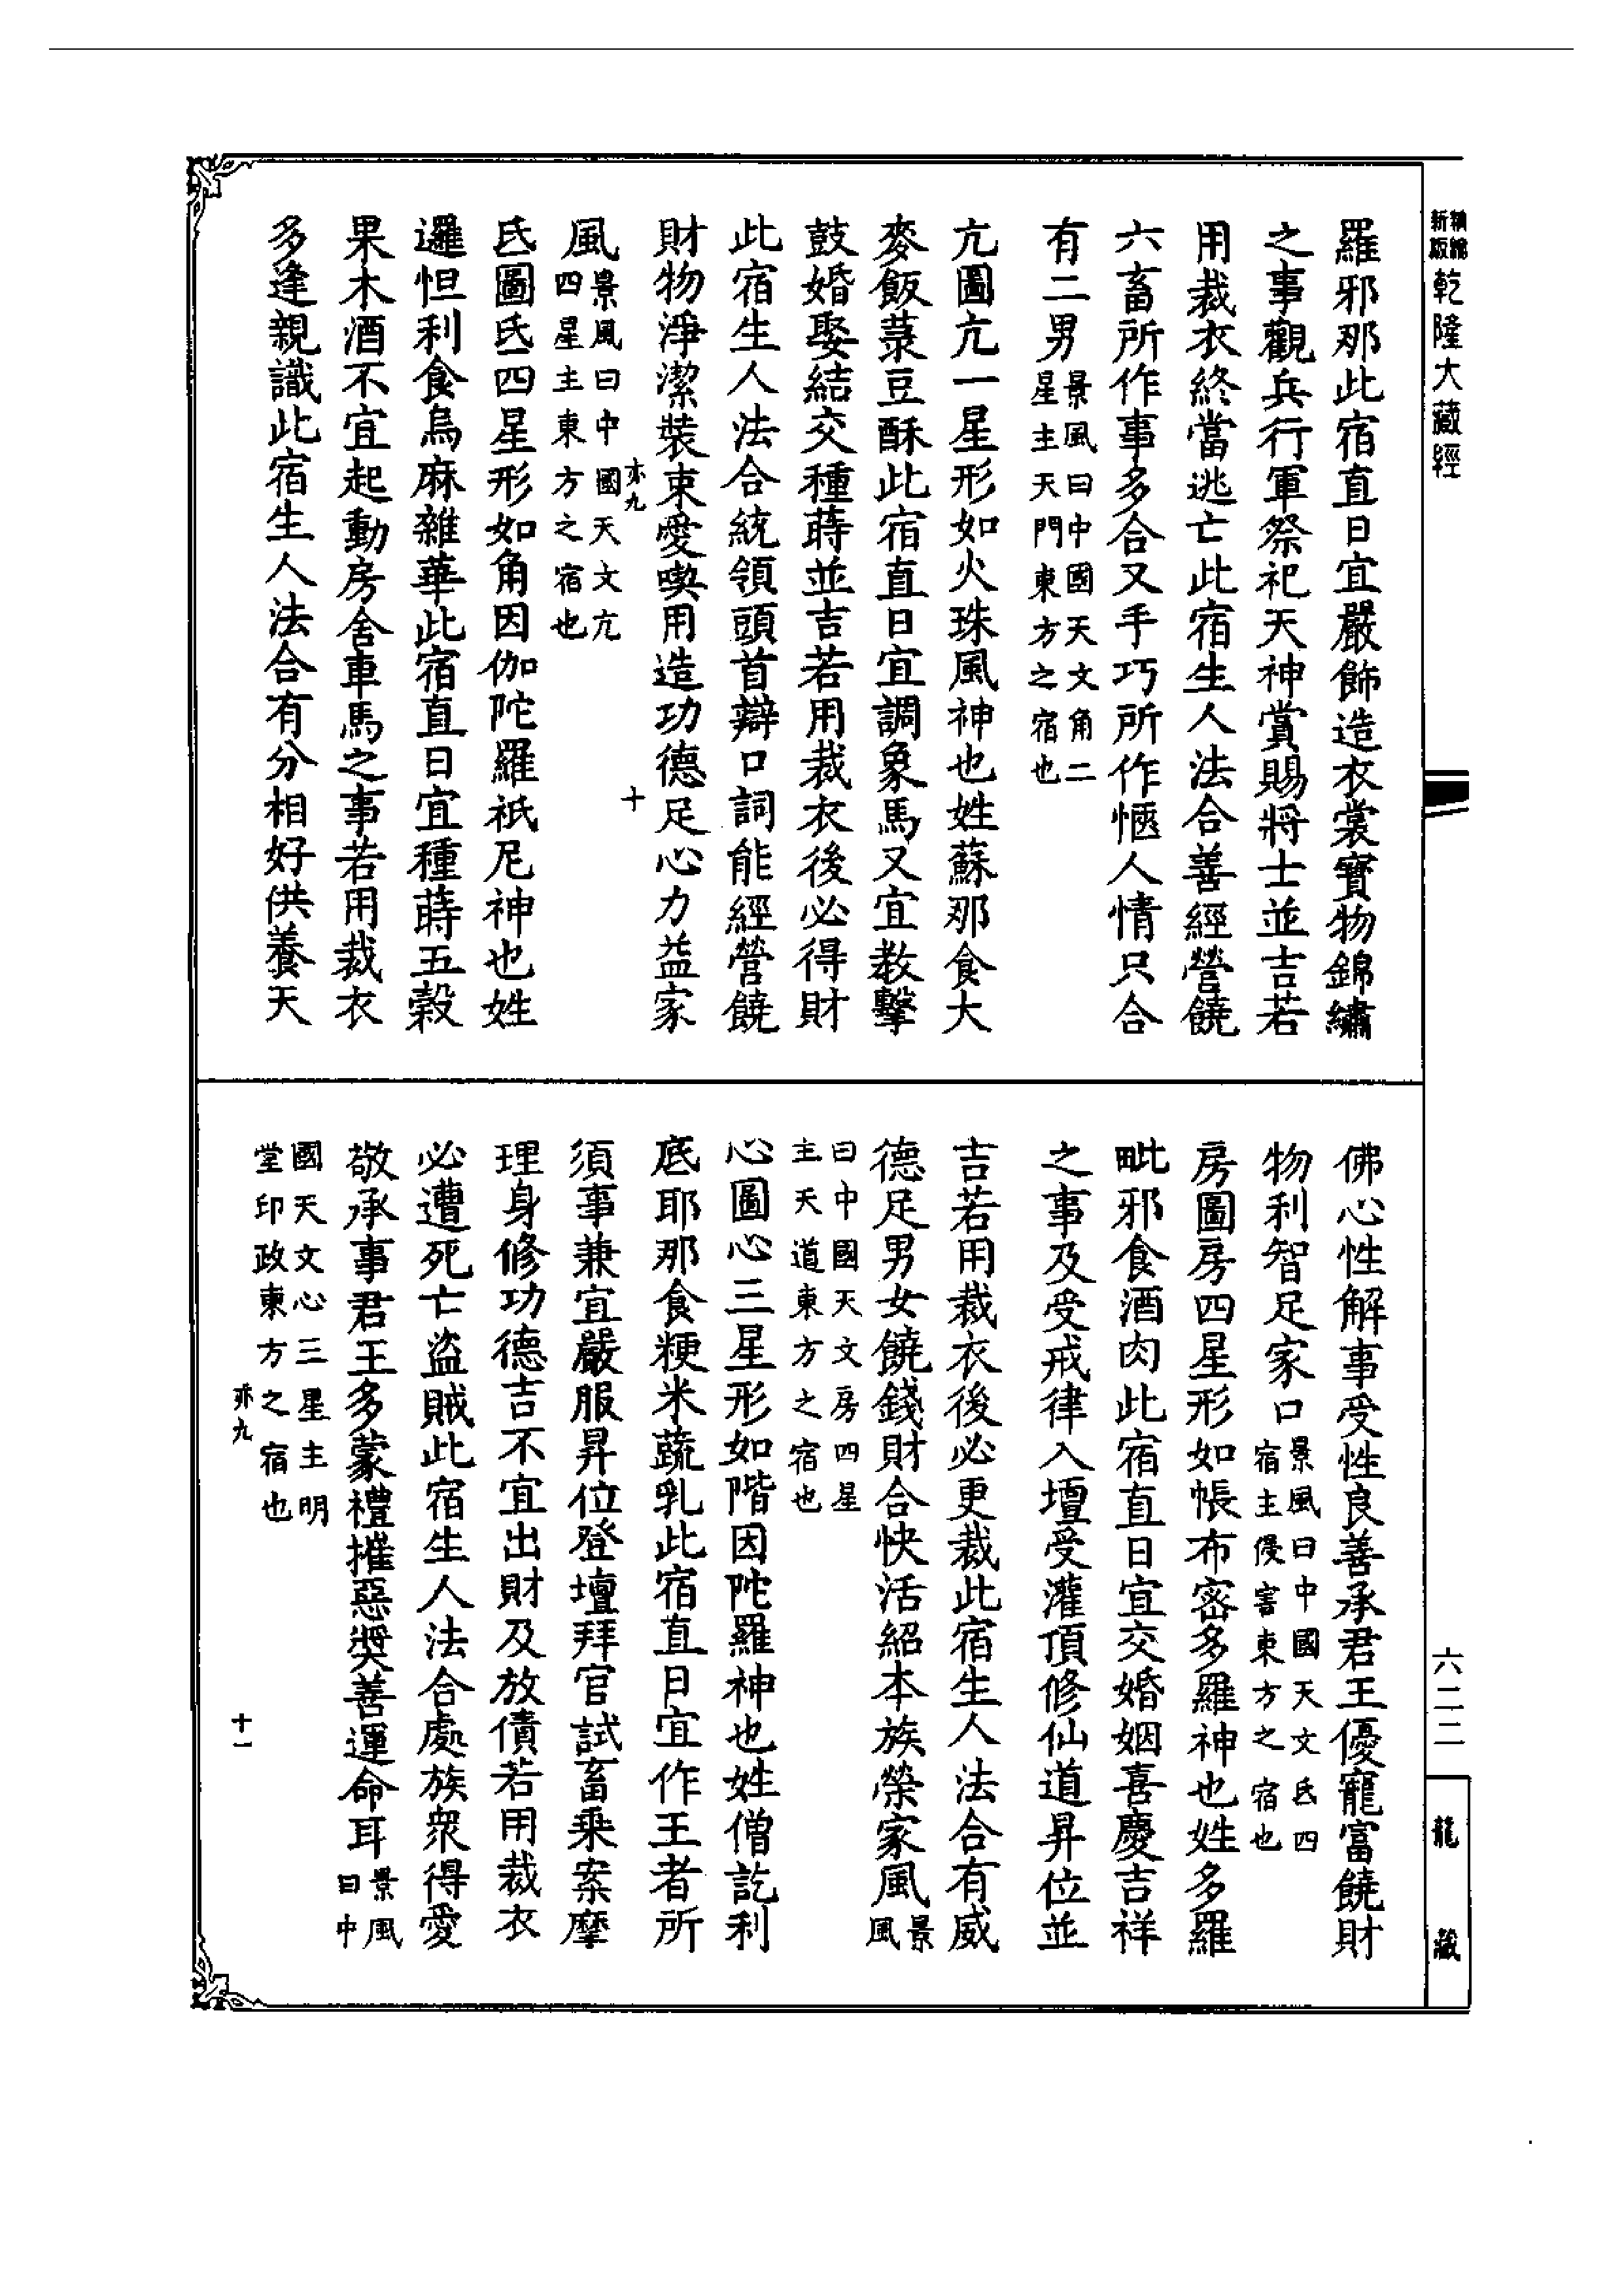 精縮新版
乾隆大藏經
羅邪那此宿直日宜嚴飾造衣裳寳物錦繡
之事觀兵行軍祭祀天神賞賜將士並吉若
用裁衣終當逃亡此宿生人法合善經營饒
六畜所作事多合又手巧所作愜人情只合
有二男景風曰中國天文角二
星主天門東方之宿也
亢圖亢一星形如火珠風神也姓蘇那食大
麥飯菉豆酥此宿直日宜調象馬又宜教擊
鼓婚娶結交種蒔並吉若用裁衣後必得財
此宿生人法合統領頭首辯口詞能經營饒
財物淨潔裝束愛喫用造功德足心力益家
亦九
十
風景風曰中國天文亢
四星主東方之宿也
氐圖氐四星形如角因伽陀羅祇尼神也姓
邏怛利食烏麻雜華此宿直日宜種蒔五穀
果木酒不宜起動房舍車馬之事若用裁衣
多逢親識此宿生人法合有分相好供養天
佛心性解事受性良善承君王優寵富饒財
物利智足家口景風曰中國天文氐四
宿主侵害東方之宿也
房圖房四星形如帳布密多羅神也姓多羅
毗邪食酒肉此宿直日宜交婚姻喜慶吉祥
之事及受戒律入壇受灌頂修仙道昇位並
吉若用裁衣後必更裁此宿生人法合有威
德足男女饒錢財合快活紹本族榮家風景
風
曰中國天文房四星
主天道東方之宿也
心圖心三星形如階因陀羅神也姓僧訖利
底耶那食粳米蔬乳此宿直日宜作王者所
須事兼宜嚴服昇位登壇拜官試畜乘案摩
理身修功德吉不宜出財及放債若用裁衣
必遭死亡盜賊此宿生人法合處族衆得愛
敬承事君王多蒙禮摧惡奬善運命耳景風
曰中
國天文心三星主明
堂印政東方之宿也
亦九
十一
六二二
龍藏